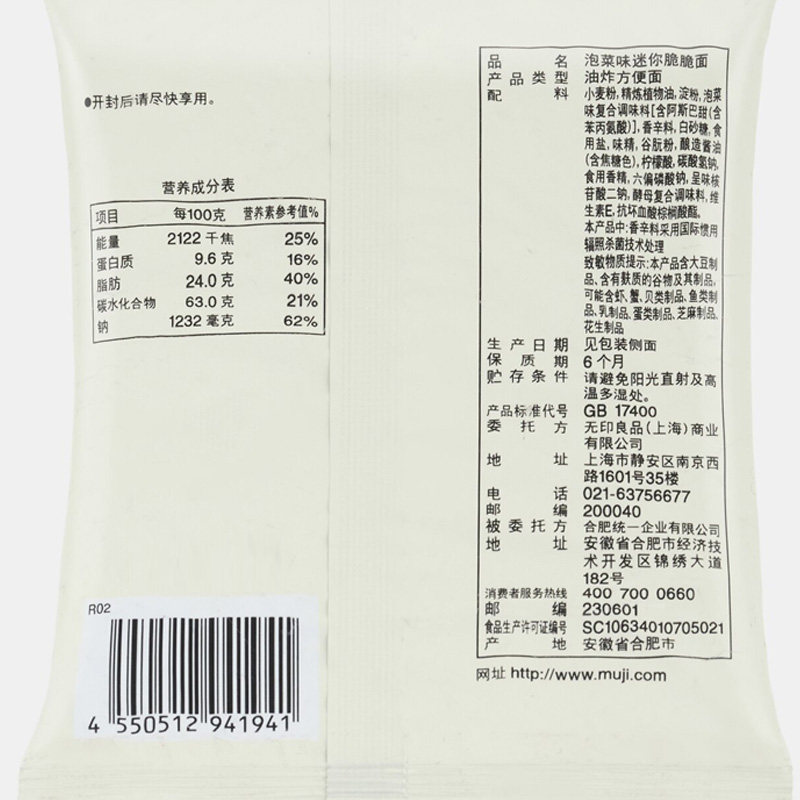 ●开封后请尽快享用。
营养成分表
项目 每100克 营养素参考值%
能量 2122 千焦 25%
蛋白质 9.6 克 16%
脂肪 24.0 克 40%
碳水化合物 63.0 克 21%
钠 1232 毫克 62%
R02
4 550512 941941
品名 泡菜味迷你脆脆面
产品类型 油炸方便面
配料 小麦粉, 精炼植物油, 淀粉, 泡菜
味复合调味料[含阿斯巴甜(含
苯丙氨酸)], 香辛料, 白砂糖, 食
用盐, 味精, 谷朊粉, 酿造酱油
(含焦糖色), 柠檬酸, 碳酸氢钠,
食用香精, 六偏磷酸钠, 呈味核
苷酸二钠, 酵母复合调味料, 维
生素E, 抗坏血酸棕榈酸酯。
本产品中:香辛料采用国际惯用
辐照杀菌技术处理
致敏物质提示:本产品含大豆制
品、含有麸质的谷物及其制品,
可能含虾、蟹、贝类制品、鱼类制
品、乳制品、蛋类制品、芝麻制品、
花生制品
生产日期 见包装侧面
保质期 6个月
贮存条件 请避免阳光直射及高
温多湿处。
产品标准代号 GB 17400
委托方 无印良品(上海)商业
有限公司
地址 上海市静安区南京西
路1601号35楼
电话 021-63756677
邮编 200040
被委托方 合肥统一企业有限公司
地址 安徽省合肥市经济技
术开发区锦绣大道
182号
消费者服务热线 400 700 0660
邮编 230601
食品生产许可证编号 SC10634010705021
产地 安徽省合肥市
网址 http://www.muji.com